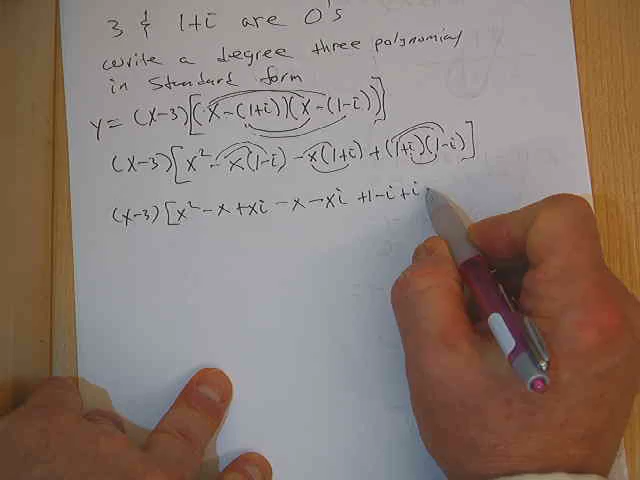 3 & 1+i are 0's
write a degree three polynomial
in standard form
y = (x-3)[(x-(1+i))(x-(1-i))]
(x-3)[x² - x(1-i) - x(1+i) + (1+i)(1-i)]
(x-3)[x² - x + xi - x - xi + 1 - i + i